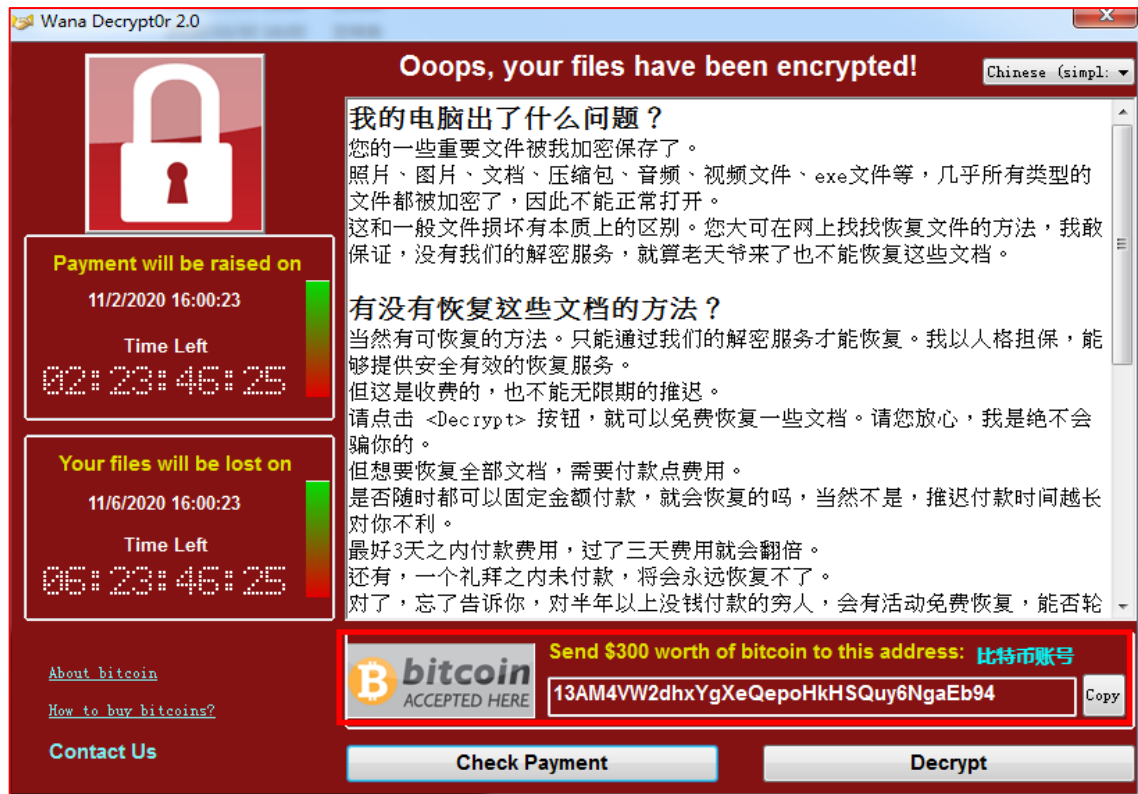 Wana Decrypt0r 2.0
Ooops, your files have been encrypted!
Chinese (simpl:
我的电脑出了什么问题？
您的一些重要文件被我加密保存了。
照片、图片、文档、压缩包、音频、视频文件、exe文件等，几乎所有类型的
文件都被加密了，因此不能正常打开。
这和一般文件损坏有本质上的区别。您大可在网上找找恢复文件的方法，我敢
保证，没有我们的解密服务，就算老天爷来了也不能恢复这些文档。
有没有恢复这些文档的方法？
当然有可恢复的方法。只能通过我们的解密服务才能恢复。我以人格担保，能
够提供安全有效的恢复服务。
但这是收费的，也不能无限期的推迟。
请点击 <Decrypt> 按钮，就可以免费恢复一些文档。请您放心，我是绝不会
骗你的。
但想要恢复全部文档，需要付款点费用。
是否随时都可以固定金额付款，就会恢复的吗，当然不是，推迟付款时间越长
对你不利。
最好3天之内付款费用，过了三天费用就会翻倍。
还有，一个礼拜之内未付款，将会永远恢复不了。
对了，忘了告诉你，对半年以上没钱付款的穷人，会有活动免费恢复，能否轮
Payment will be raised on
11/2/2020 16:00:23
Time Left
02:23:46:25
Your files will be lost on
11/6/2020 16:00:23
Time Left
06:23:46:25
About bitcoin
How to buy bitcoins?
Contact Us
bitcoin
ACCEPTED HERE
Send $300 worth of bitcoin to this address: 比特币账号
13AM4VW2dhxYgXeQepoHkHSQuy6NgaEb94
Copy
Check Payment
Decrypt